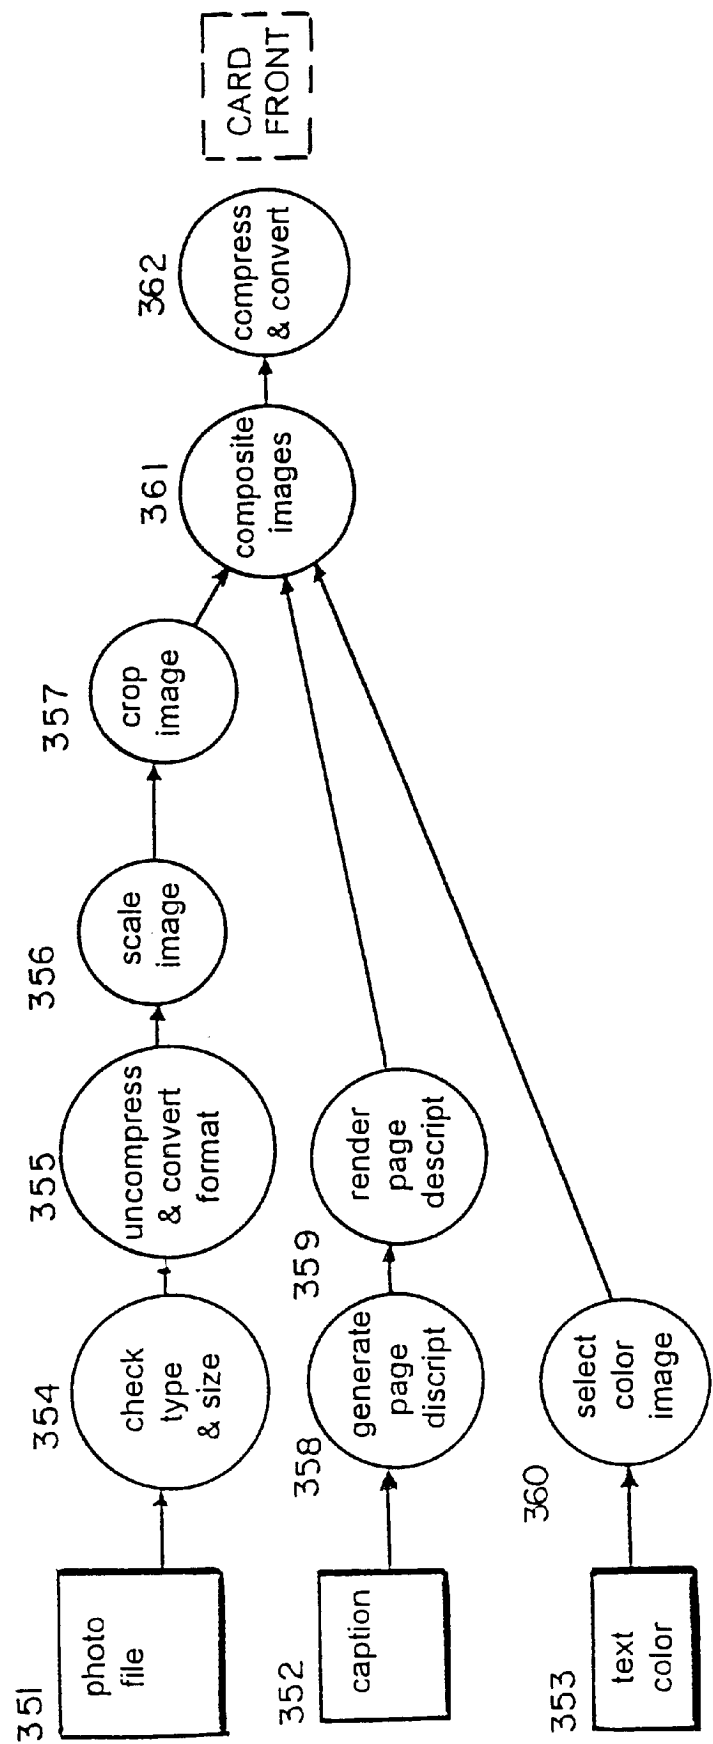 351
photo
file
354
check
type
& size
355
uncompress
& convert
format
356
scale
image
357
crop
image
361
composite
images
362
compress
& convert
CARD
FRONT
352
caption
358
generate
page
discript
359
render
page
descript
353
text
color
360
select
color
image